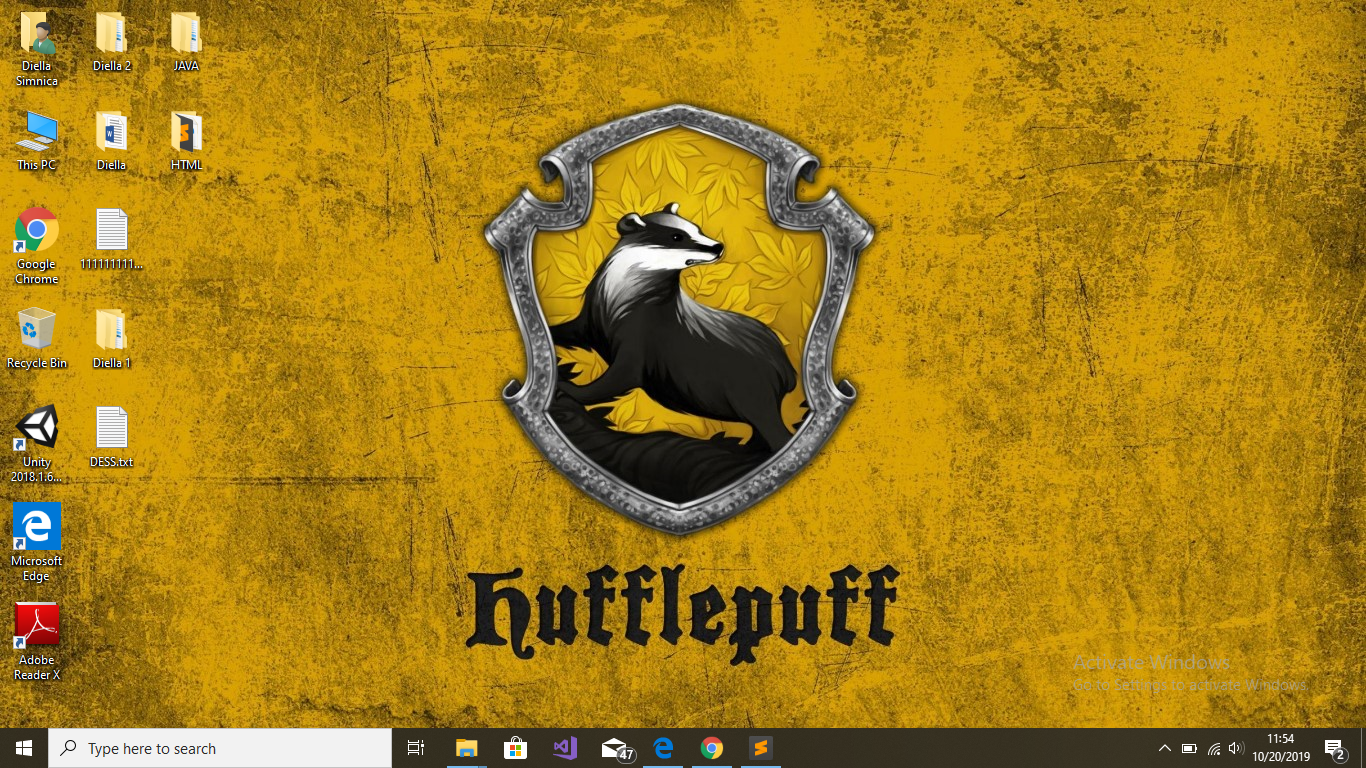 Diella
Simnica
Diella 2
JAVA
This PC
Diella
HTML
Google
Chrome
111111111...
Recycle Bin
Diella 1
Unity
2018.1.6...
DESS.txt
Microsoft
Edge
Adobe
Reader X
Hufflepuff
Activate Windows
Go to Settings to activate Windows.
Type here to search
47
11:54
10/20/2019
2